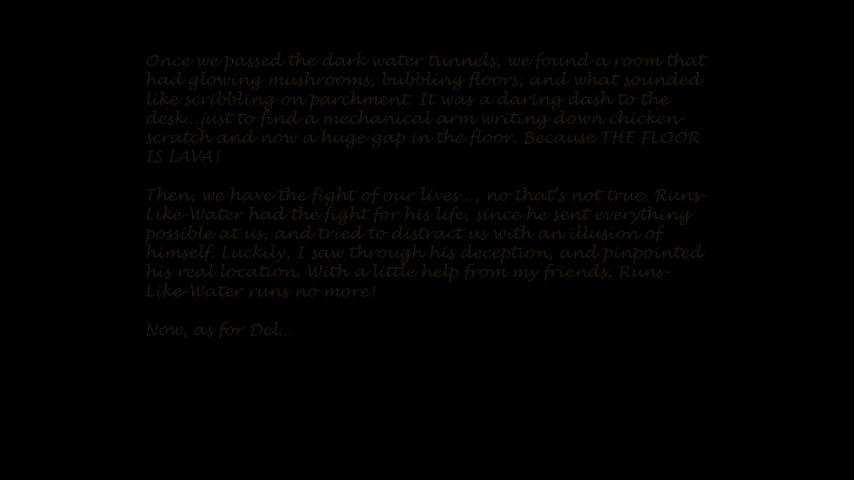 Once we passed the dark water tunnels, we found a room that
had glowing mushrooms, bubbling floors, and what sounded
like scribbling on parchment. It was a daring dash to the
desk...just to find a mechanical arm writing down chicken-
scratch and now a huge gap in the floor. Because THE FLOOR
IS LAVA!
Then, we have the fight of our lives..., no that's not true. Runs-
Like-Water had the fight for his life, since he sent everything
possible at us, and tried to distract us with an illusion of
himself. Luckily, I saw through his deception, and pinpointed
his real location. With a little help from my friends, Runs-
Like-Water runs no more!
Now, as for Del...